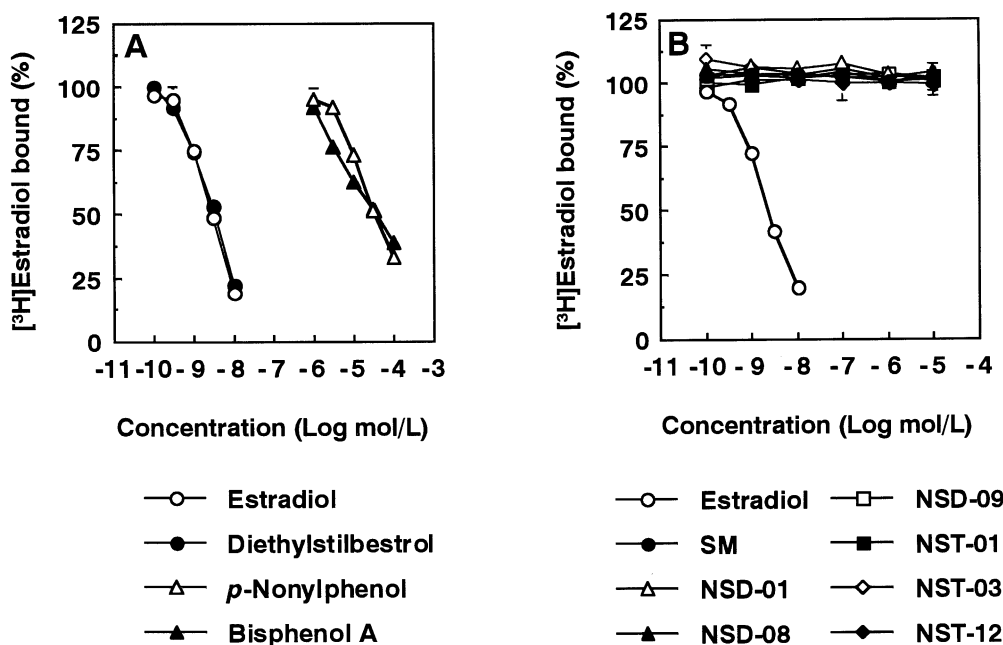 A
[³H]Estradiol bound (%)
125
100
75
50
25
0
-11 -10 -9 -8 -7 -6 -5 -4 -3
Concentration (Log mol/L)
Estradiol
Diethylstilbestrol
p-Nonylphenol
Bisphenol A
B
[³H]Estradiol bound (%)
125
100
75
50
25
0
-11 -10 -9 -8 -7 -6 -5 -4
Concentration (Log mol/L)
Estradiol
SM
NSD-01
NSD-08
NSD-09
NST-01
NST-03
NST-12